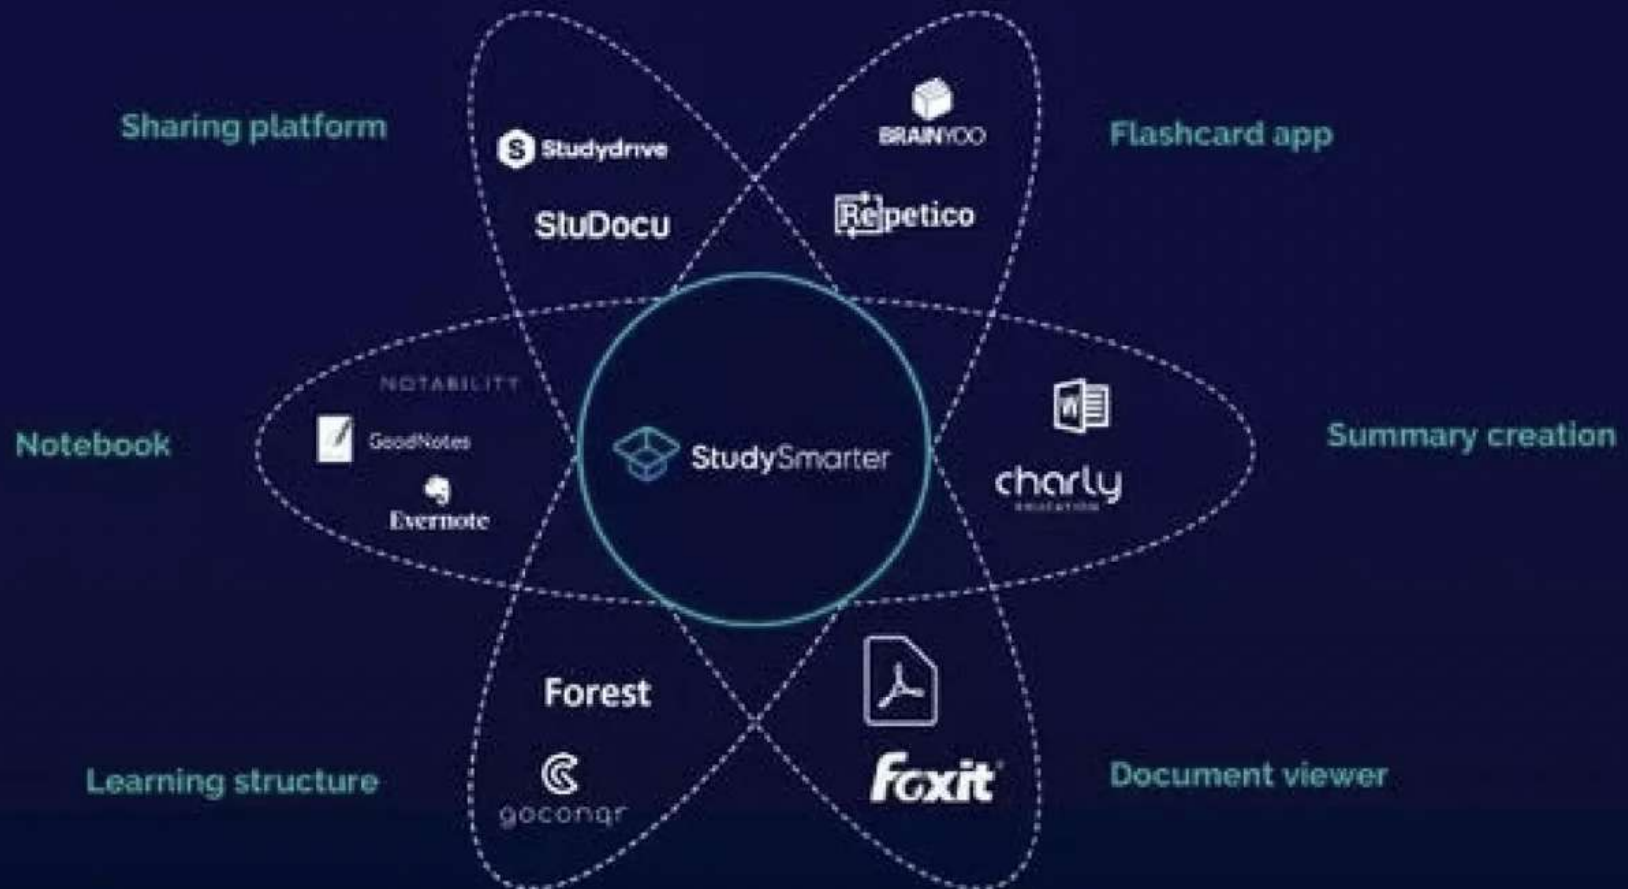 Sharing platform
Studydrive
StuDocu
BRAINYOO
Repetico
Flashcard app
Notebook
NOTABILITY
GoodNotes
Evernote
StudySmarter
W
charly
EDUCATION
Summary creation
Learning structure
Forest
goconqr
foxit
Document viewer